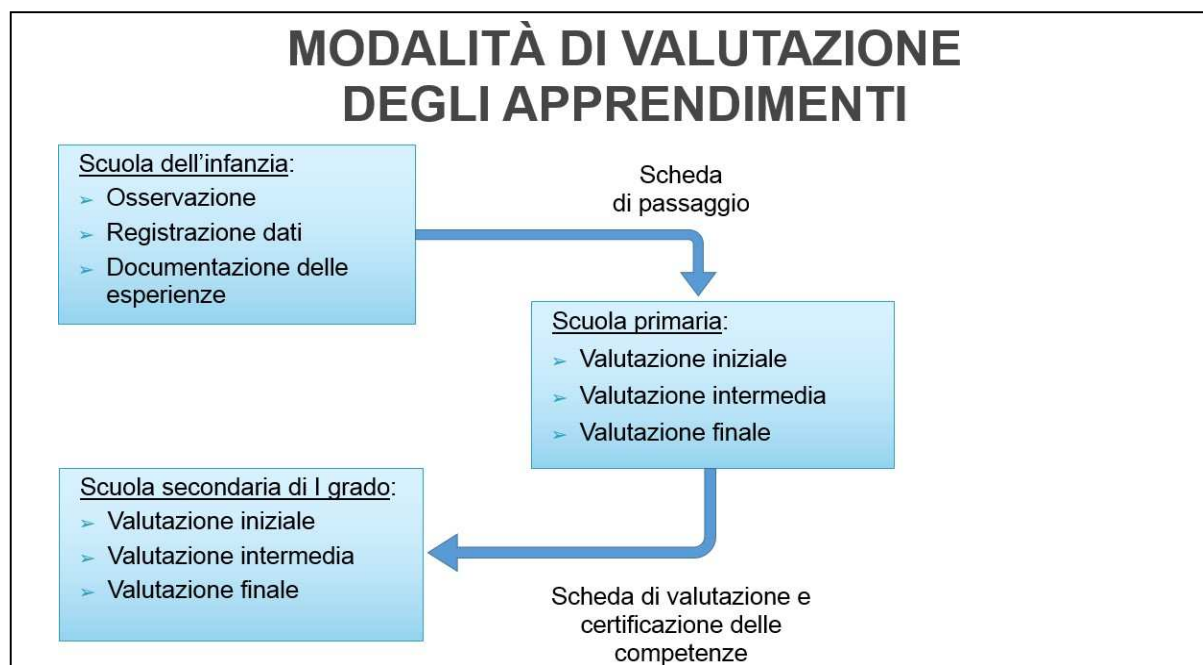 MODALITÀ DI VALUTAZIONE
DEGLI APPRENDIMENTI
Scuola dell'infanzia:
➢ Osservazione
➢ Registrazione dati
➢ Documentazione delle
esperienze
Scheda
di passaggio
Scuola primaria:
➢ Valutazione iniziale
➢ Valutazione intermedia
➢ Valutazione finale
Scuola secondaria di I grado:
➢ Valutazione iniziale
➢ Valutazione intermedia
➢ Valutazione finale
Scheda di valutazione e
certificazione delle
competenze